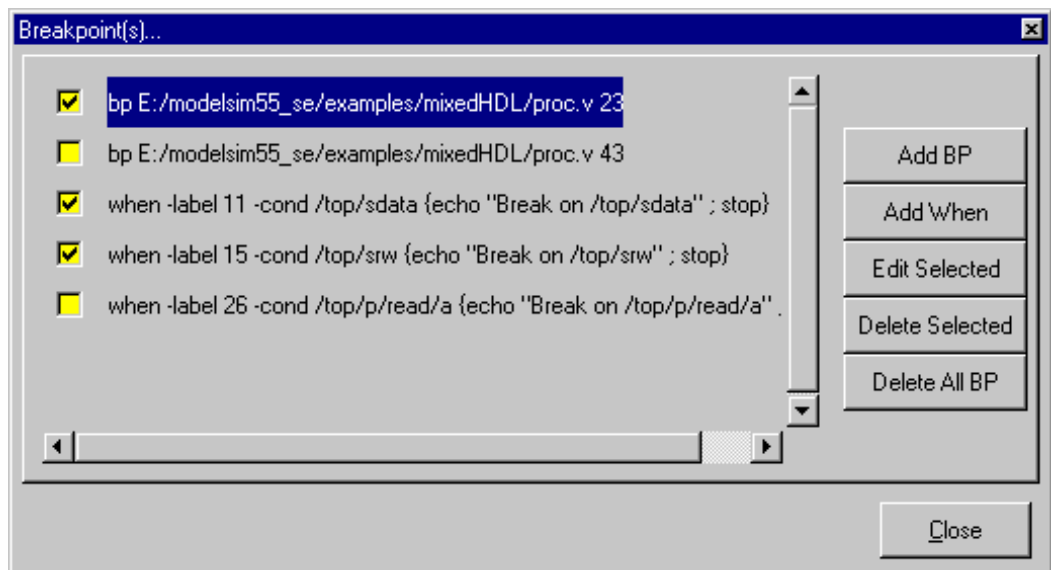 Breakpoint(s)...
bp E:/modelsim55_se/examples/mixedHDL/proc.v 23
bp E:/modelsim55_se/examples/mixedHDL/proc.v 43
when -label 11 -cond /top/sdata {echo "Break on /top/sdata" ; stop}
when -label 15 -cond /top/srw {echo "Break on /top/srw" ; stop}
when -label 26 -cond /top/p/read/a {echo "Break on /top/p/read/a"
Add BP
Add When
Edit Selected
Delete Selected
Delete All BP
Close